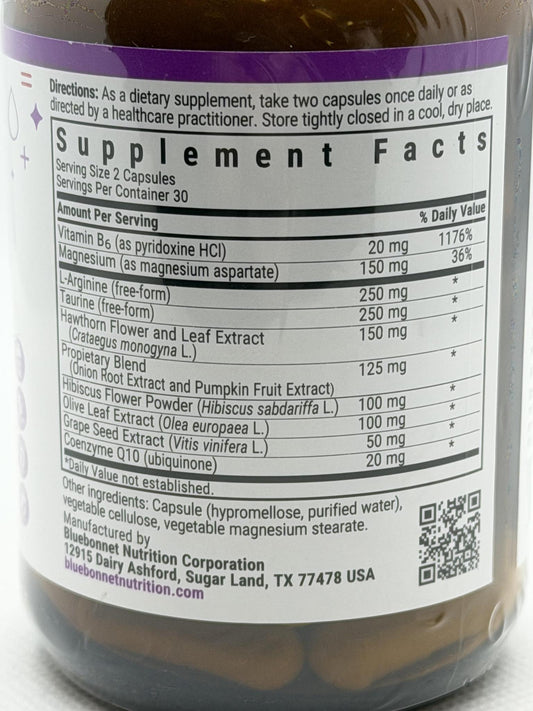 Directions: As a dietary supplement, take two capsules once daily or as
directed by a healthcare practitioner. Store tightly closed in a cool, dry place.
Supplement Facts
Serving Size 2 Capsules
Servings Per Container 30
Amount Per Serving % Daily Value
Vitamin B6 (as pyridoxine HCl) 20 mg 1176%
Magnesium (as magnesium aspartate) 150 mg 36%
L-Arginine (free-form) 250 mg *
Taurine (free-form) 250 mg *
Hawthorn Flower and Leaf Extract 150 mg *
(Crataegus monogyna L.)
Propietary Blend 125 mg *
(Onion Root Extract and Pumpkin Fruit Extract)
Hibiscus Flower Powder (Hibiscus sabdariffa L.) 100 mg *
Olive Leaf Extract (Olea europaea L.) 100 mg *
Grape Seed Extract (Vitis vinifera L.) 50 mg *
Coenzyme Q10 (ubiquinone) 20 mg *
*Daily Value not established.
Other ingredients: Capsule (hypromellose, purified water),
vegetable cellulose, vegetable magnesium stearate.
Manufactured by
Bluebonnet Nutrition Corporation
12915 Dairy Ashford, Sugar Land, TX 77478 USA
bluebonnetnutrition.com